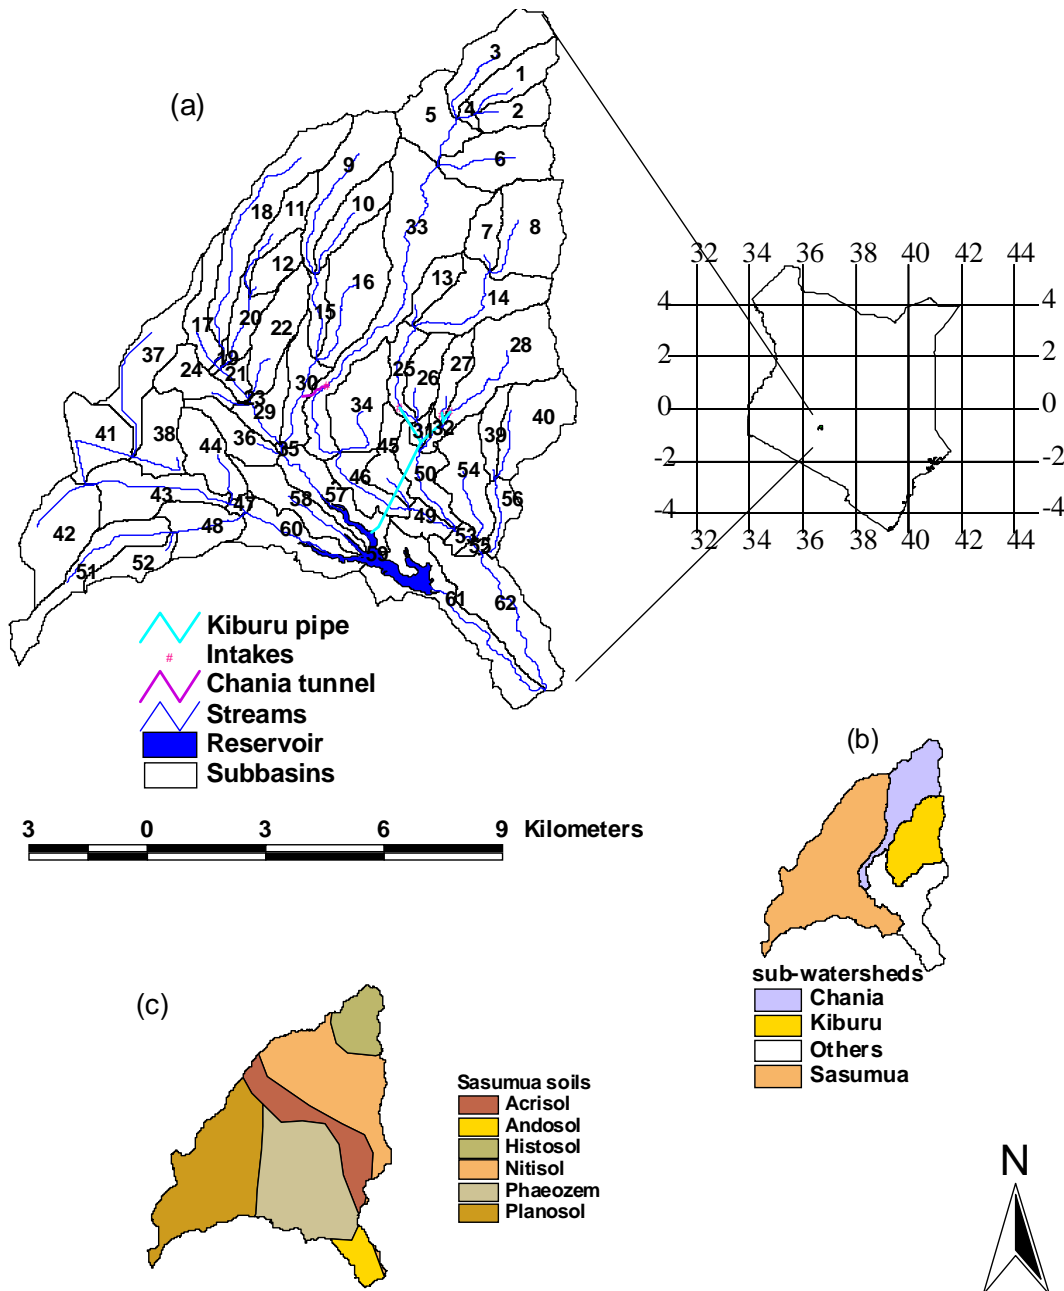 (a)
3
1
4
5
2
6
9
18
11
10
33
7
8
12
13
16
14
15
20
22
17
37
19
24
21
28
27
25
26
30
23
29
34
40
41
38
36
44
35
45
31
32
39
46
50
54
43
57
56
58
47
49
42
48
60
53
55
52
51
59
61
62
32 34 36 38 40 42 44
4 4
2 2
0 0
-2 -2
-4 -4
32 34 36 38 40 42 44
Kiburu pipe
# Intakes
Chania tunnel
Streams
Reservoir
Subbasins
3 0 3 6 9 Kilometers
(b)
sub-watersheds
Chania
Kiburu
Others
Sasumua
(c)
Sasumua soils
Acrisol
Andosol
Histosol
Nitisol
Phaeozem
Planosol
N